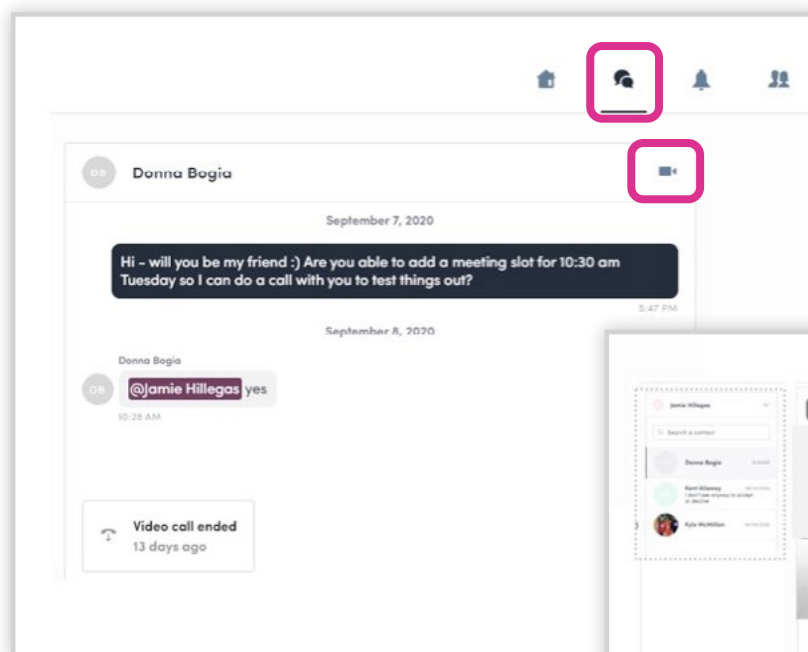 DB
Donna Bogia
September 7, 2020
Hi - will you be my friend :) Are you able to add a meeting slot for 10:30 am
Tuesday so I can do a call with you to test things out?
5:47 PM
September 8, 2020
Donna Bogia
DB
@Jamie Hillegas yes
10:28 AM
Video call ended
13 days ago
Jamie Hillegas
Search a contact
Donna Bogia
Kerri Allaway
I don't see anyway to accept
or decline
Kyle McMillan